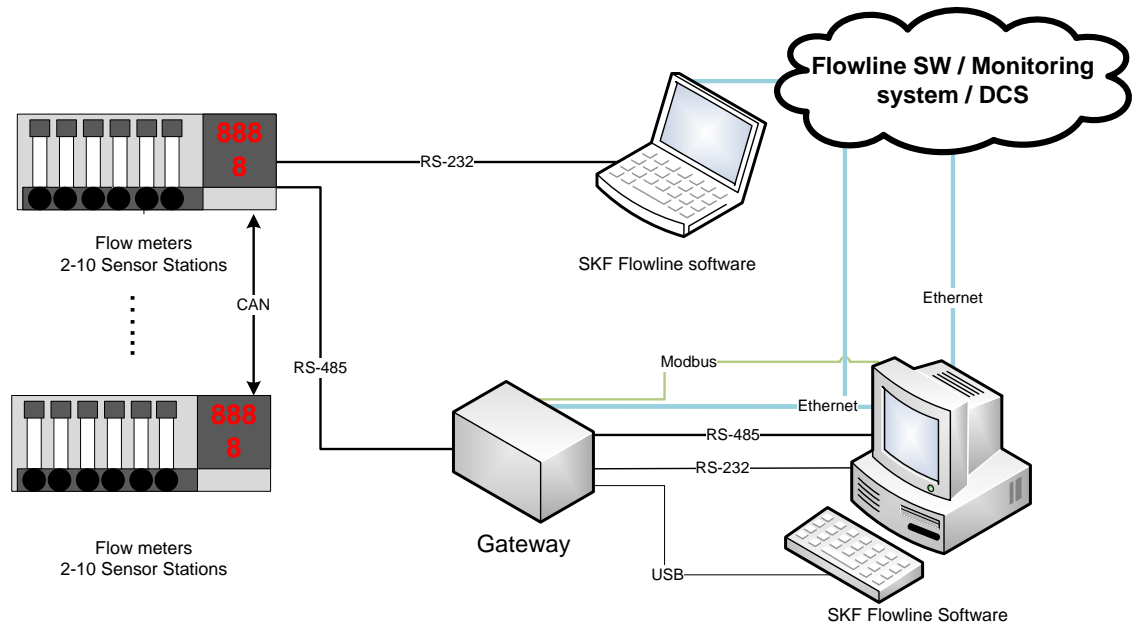 Flowline SW / Monitoring
system / DCS
888
8
RS-232
Flow meters
2-10 Sensor Stations
SKF Flowline software
CAN
Ethernet
RS-485
Modbus
888
8
Ethernet
RS-485
RS-232
Gateway
Flow meters
2-10 Sensor Stations
USB
SKF Flowline Software